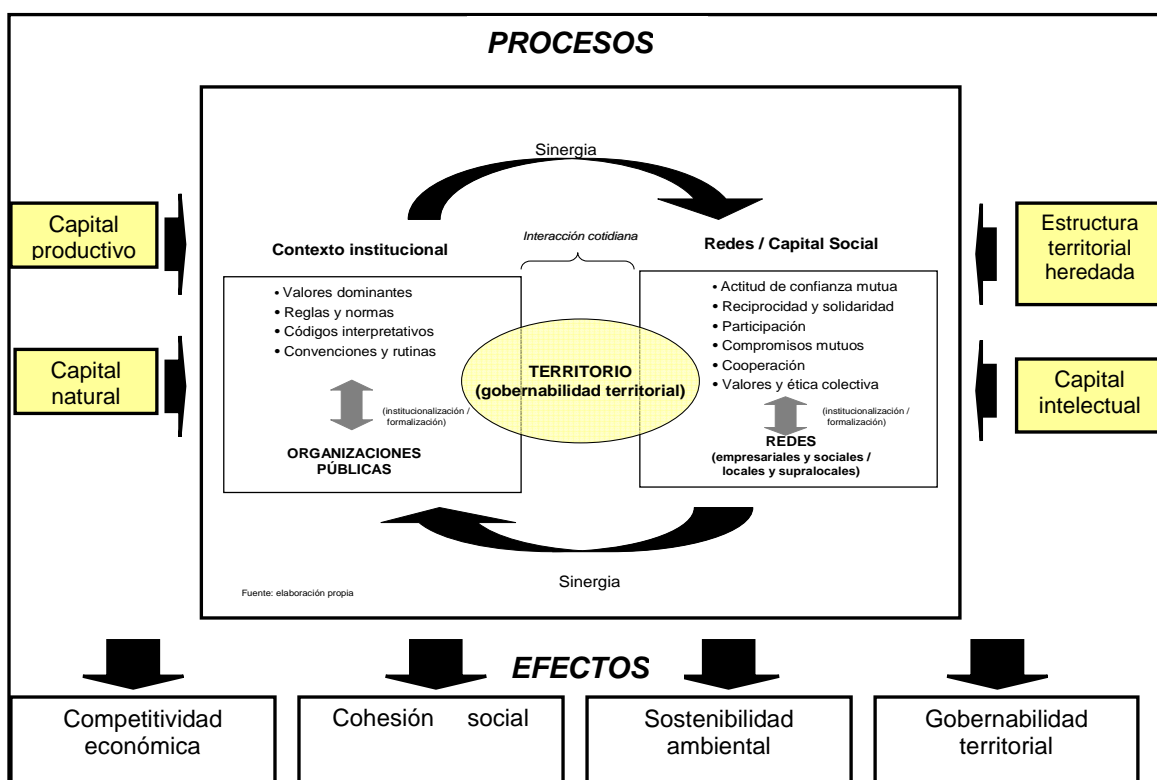 PROCESOS
Sinergia
Capital
productivo
Capital
natural
Contexto institucional
• Valores dominantes
• Reglas y normas
• Códigos interpretativos
• Convenciones y rutinas
(institucionalización /
formalización)
ORGANIZACIONES
PÚBLICAS
Interacción cotidiana
TERRITORIO
(gobernabilidad territorial)
Redes / Capital Social
• Actitud de confianza mutua
• Reciprocidad y solidaridad
• Participación
• Compromisos mutuos
• Cooperación
• Valores y ética colectiva
(institucionalización /
formalización)
REDES
(empresariales y sociales /
locales y supralocales)
Estructura
territorial
heredada
Capital
intelectual
Sinergia
Fuente: elaboración propia
EFECTOS
Competitividad
económica
Cohesión social
Sostenibilidad
ambiental
Gobernabilidad
territorial